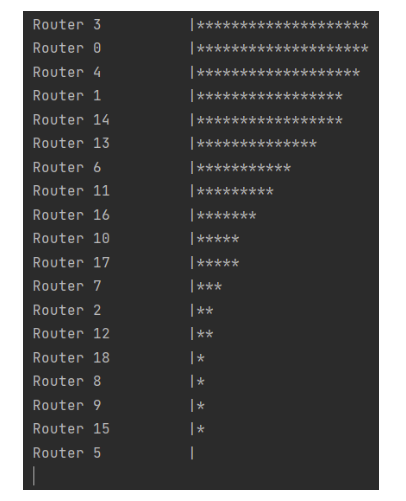 Router 3          |********************
Router 0          |********************
Router 4          |*******************
Router 1          |*****************
Router 14         |*****************
Router 13         |**************
Router 6          |***********
Router 11         |*********
Router 16         |*******
Router 10         |*****
Router 17         |*****
Router 7          |***
Router 2          |**
Router 12         |**
Router 18         |*
Router 8          |*
Router 9          |*
Router 15         |*
Router 5          |